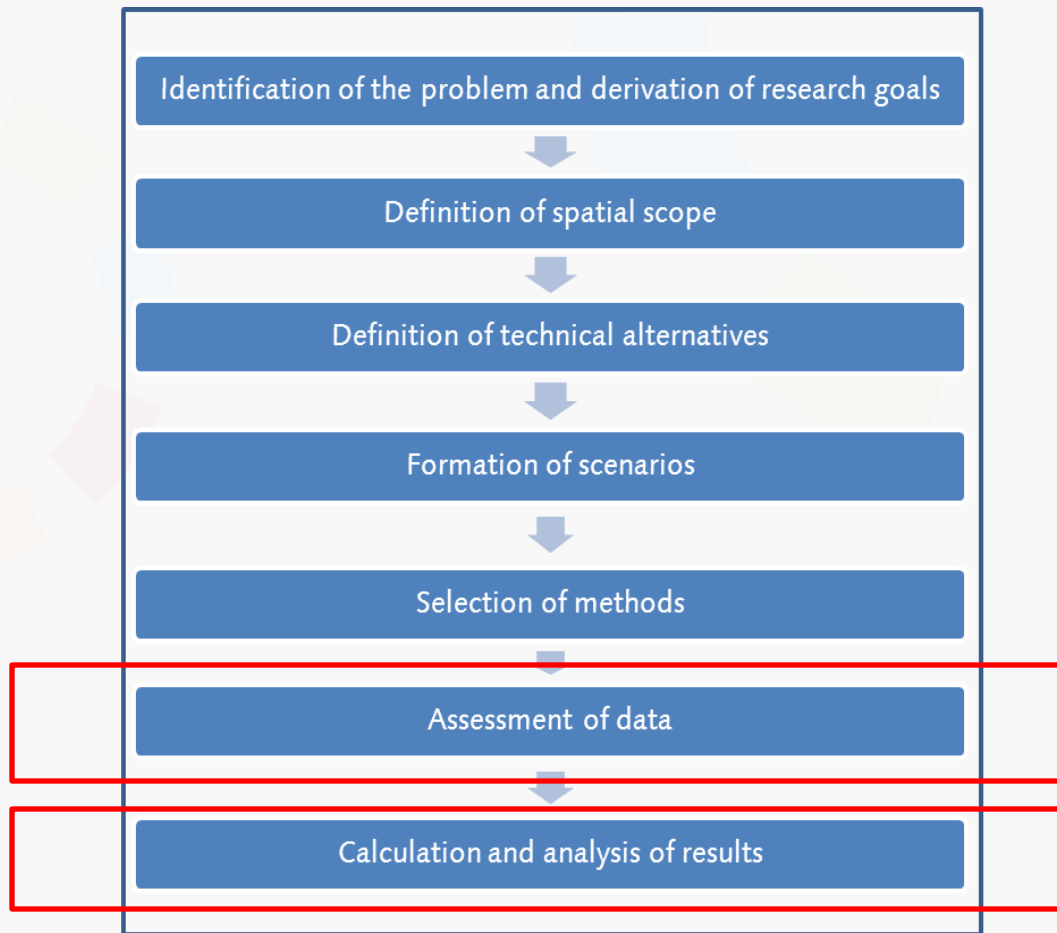 Identification of the problem and derivation of research goals
Definition of spatial scope
Definition of technical alternatives
Formation of scenarios
Selection of methods
Assessment of data
Calculation and analysis of results